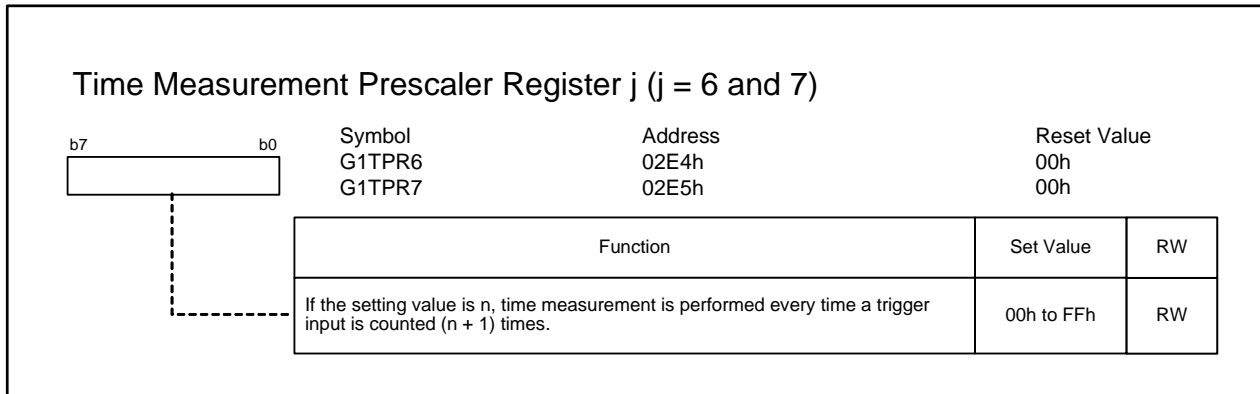 Time Measurement Prescaler Register j (j = 6 and 7)
b7 b0 Symbol Address Reset Value
G1TPR6 02E4h 00h
G1TPR7 02E5h 00h
Function Set Value RW
If the setting value is n, time measurement is performed every time a trigger
input is counted (n + 1) times.
00h to FFh RW